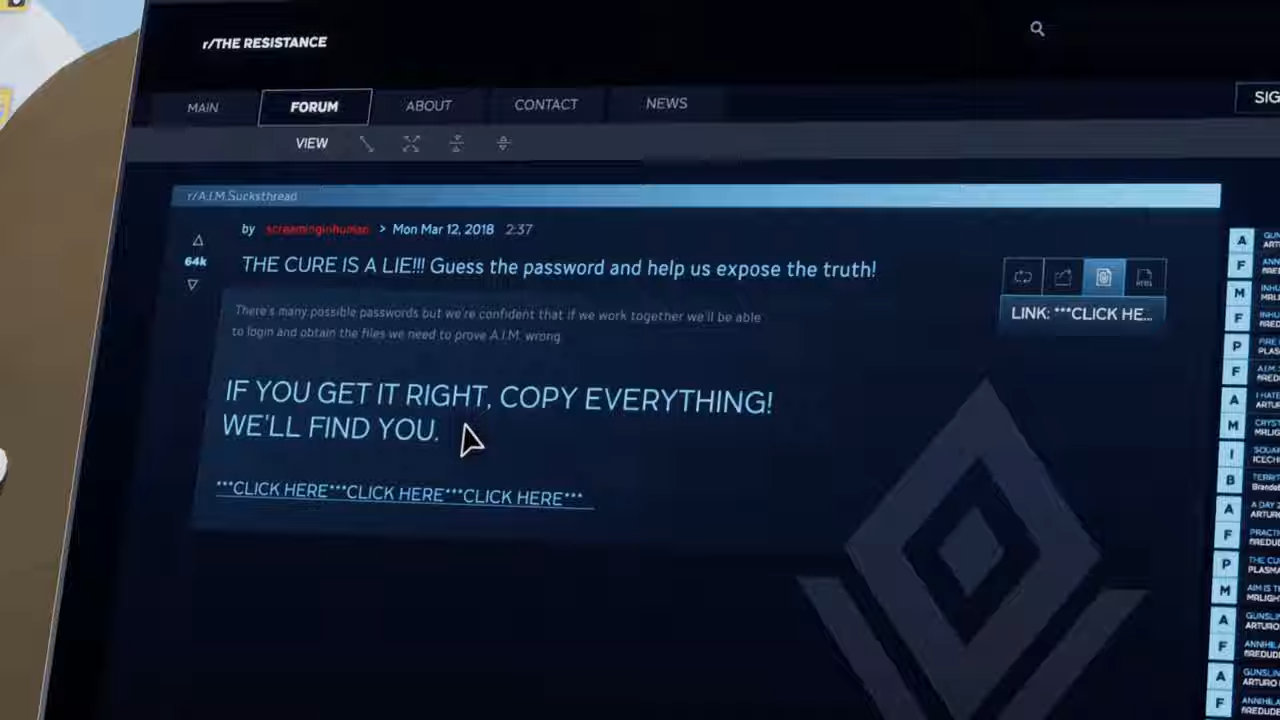 r/THE RESISTANCE
MAIN FORUM ABOUT CONTACT NEWS
SIG
VIEW
r/A.I.M.Sucksthread
by screaminginhuman > Mon Mar 12, 2018 2:37
64k
THE CURE IS A LIE!!! Guess the password and help us expose the truth!
LINK: ***CLICK HE...
There's many possible passwords but we're confident that if we work together we'll be able
to login and obtain the files we need to prove A.I.M. wrong.
IF YOU GET IT RIGHT, COPY EVERYTHING!
WE'LL FIND YOU.
***CLICK HERE***CLICK HERE***CLICK HERE***
A
F
M
F
P
F
A
M
I
B
A
F
P
M
A
F
A
F